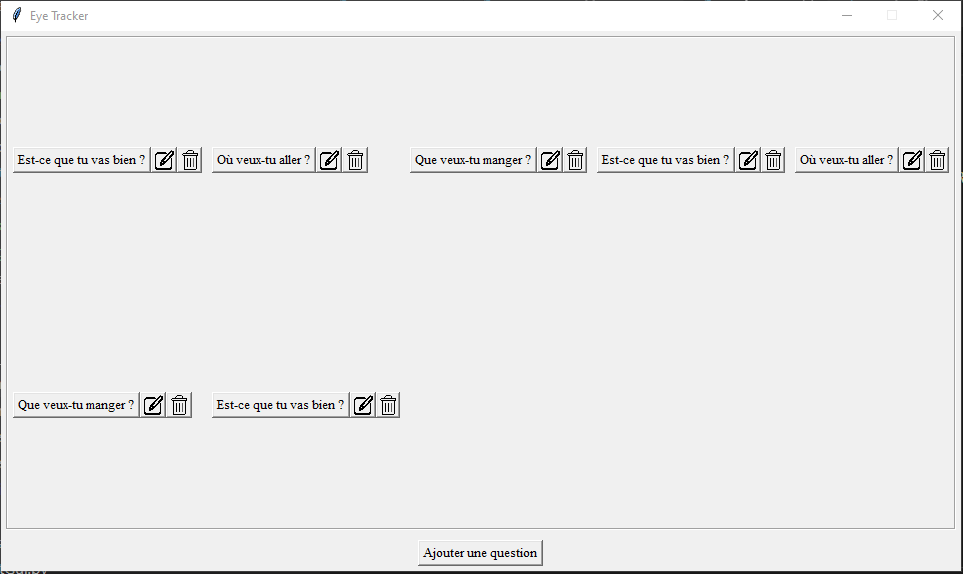 Eye Tracker
Est-ce que tu vas bien ?
Où veux-tu aller ?
Que veux-tu manger ?
Est-ce que tu vas bien ?
Où veux-tu aller ?
Que veux-tu manger ?
Est-ce que tu vas bien ?
Ajouter une question